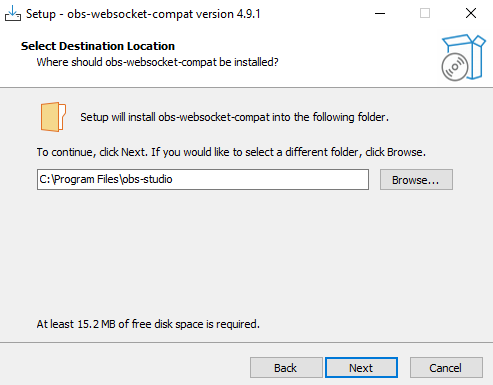 Setup - obs-websocket-compat version 4.9.1
Select Destination Location
Where should obs-websocket-compat be installed?
Setup will install obs-websocket-compat into the following folder.
To continue, click Next. If you would like to select a different folder, click Browse.
C:\Program Files\obs-studio
Browse...
At least 15.2 MB of free disk space is required.
Back
Next
Cancel